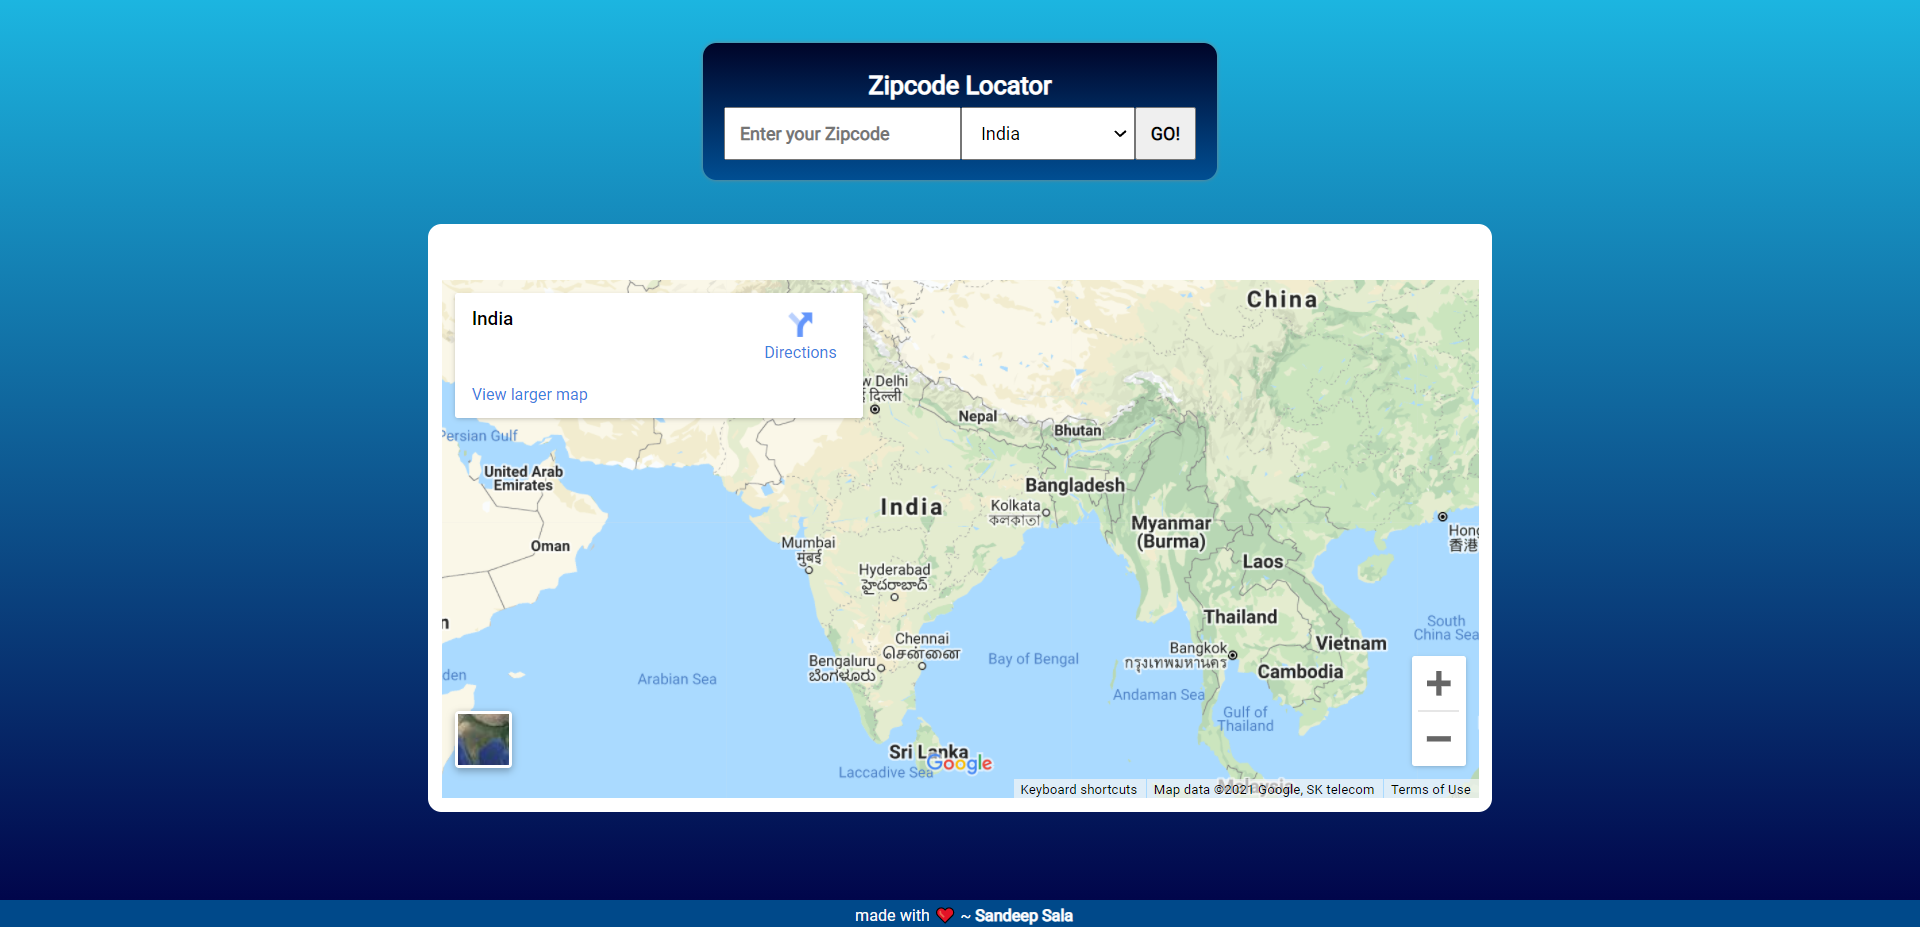 Zipcode Locator
Enter your Zipcode
India
GO!
India
Directions
View larger map
China
w Delhi
दिल्ली
Nepal
Bhutan
Persian Gulf
United Arab
Emirates
Bangladesh
India
Kolkata
কলকাতা
Myanmar
(Burma)
Hong
香港
Oman
Mumbai
मुंबई
Laos
Hyderabad
హైదరాబాద్
Thailand
South
China Sea
Vietnam
Chennai
சென்னை
Bengaluru
ಬೆಂಗಳೂರು
Bay of Bengal
Bangkok
กรุงเทพมหานคร
Cambodia
Arabian Sea
den
Andaman Sea
Gulf of
Thailand
Sri Lanka
Google
Laccadive Sea
Malaysia
Keyboard shortcuts
Map data ©2021 Google, SK telecom
Terms of Use
made with ❤️ ~ Sandeep Sala